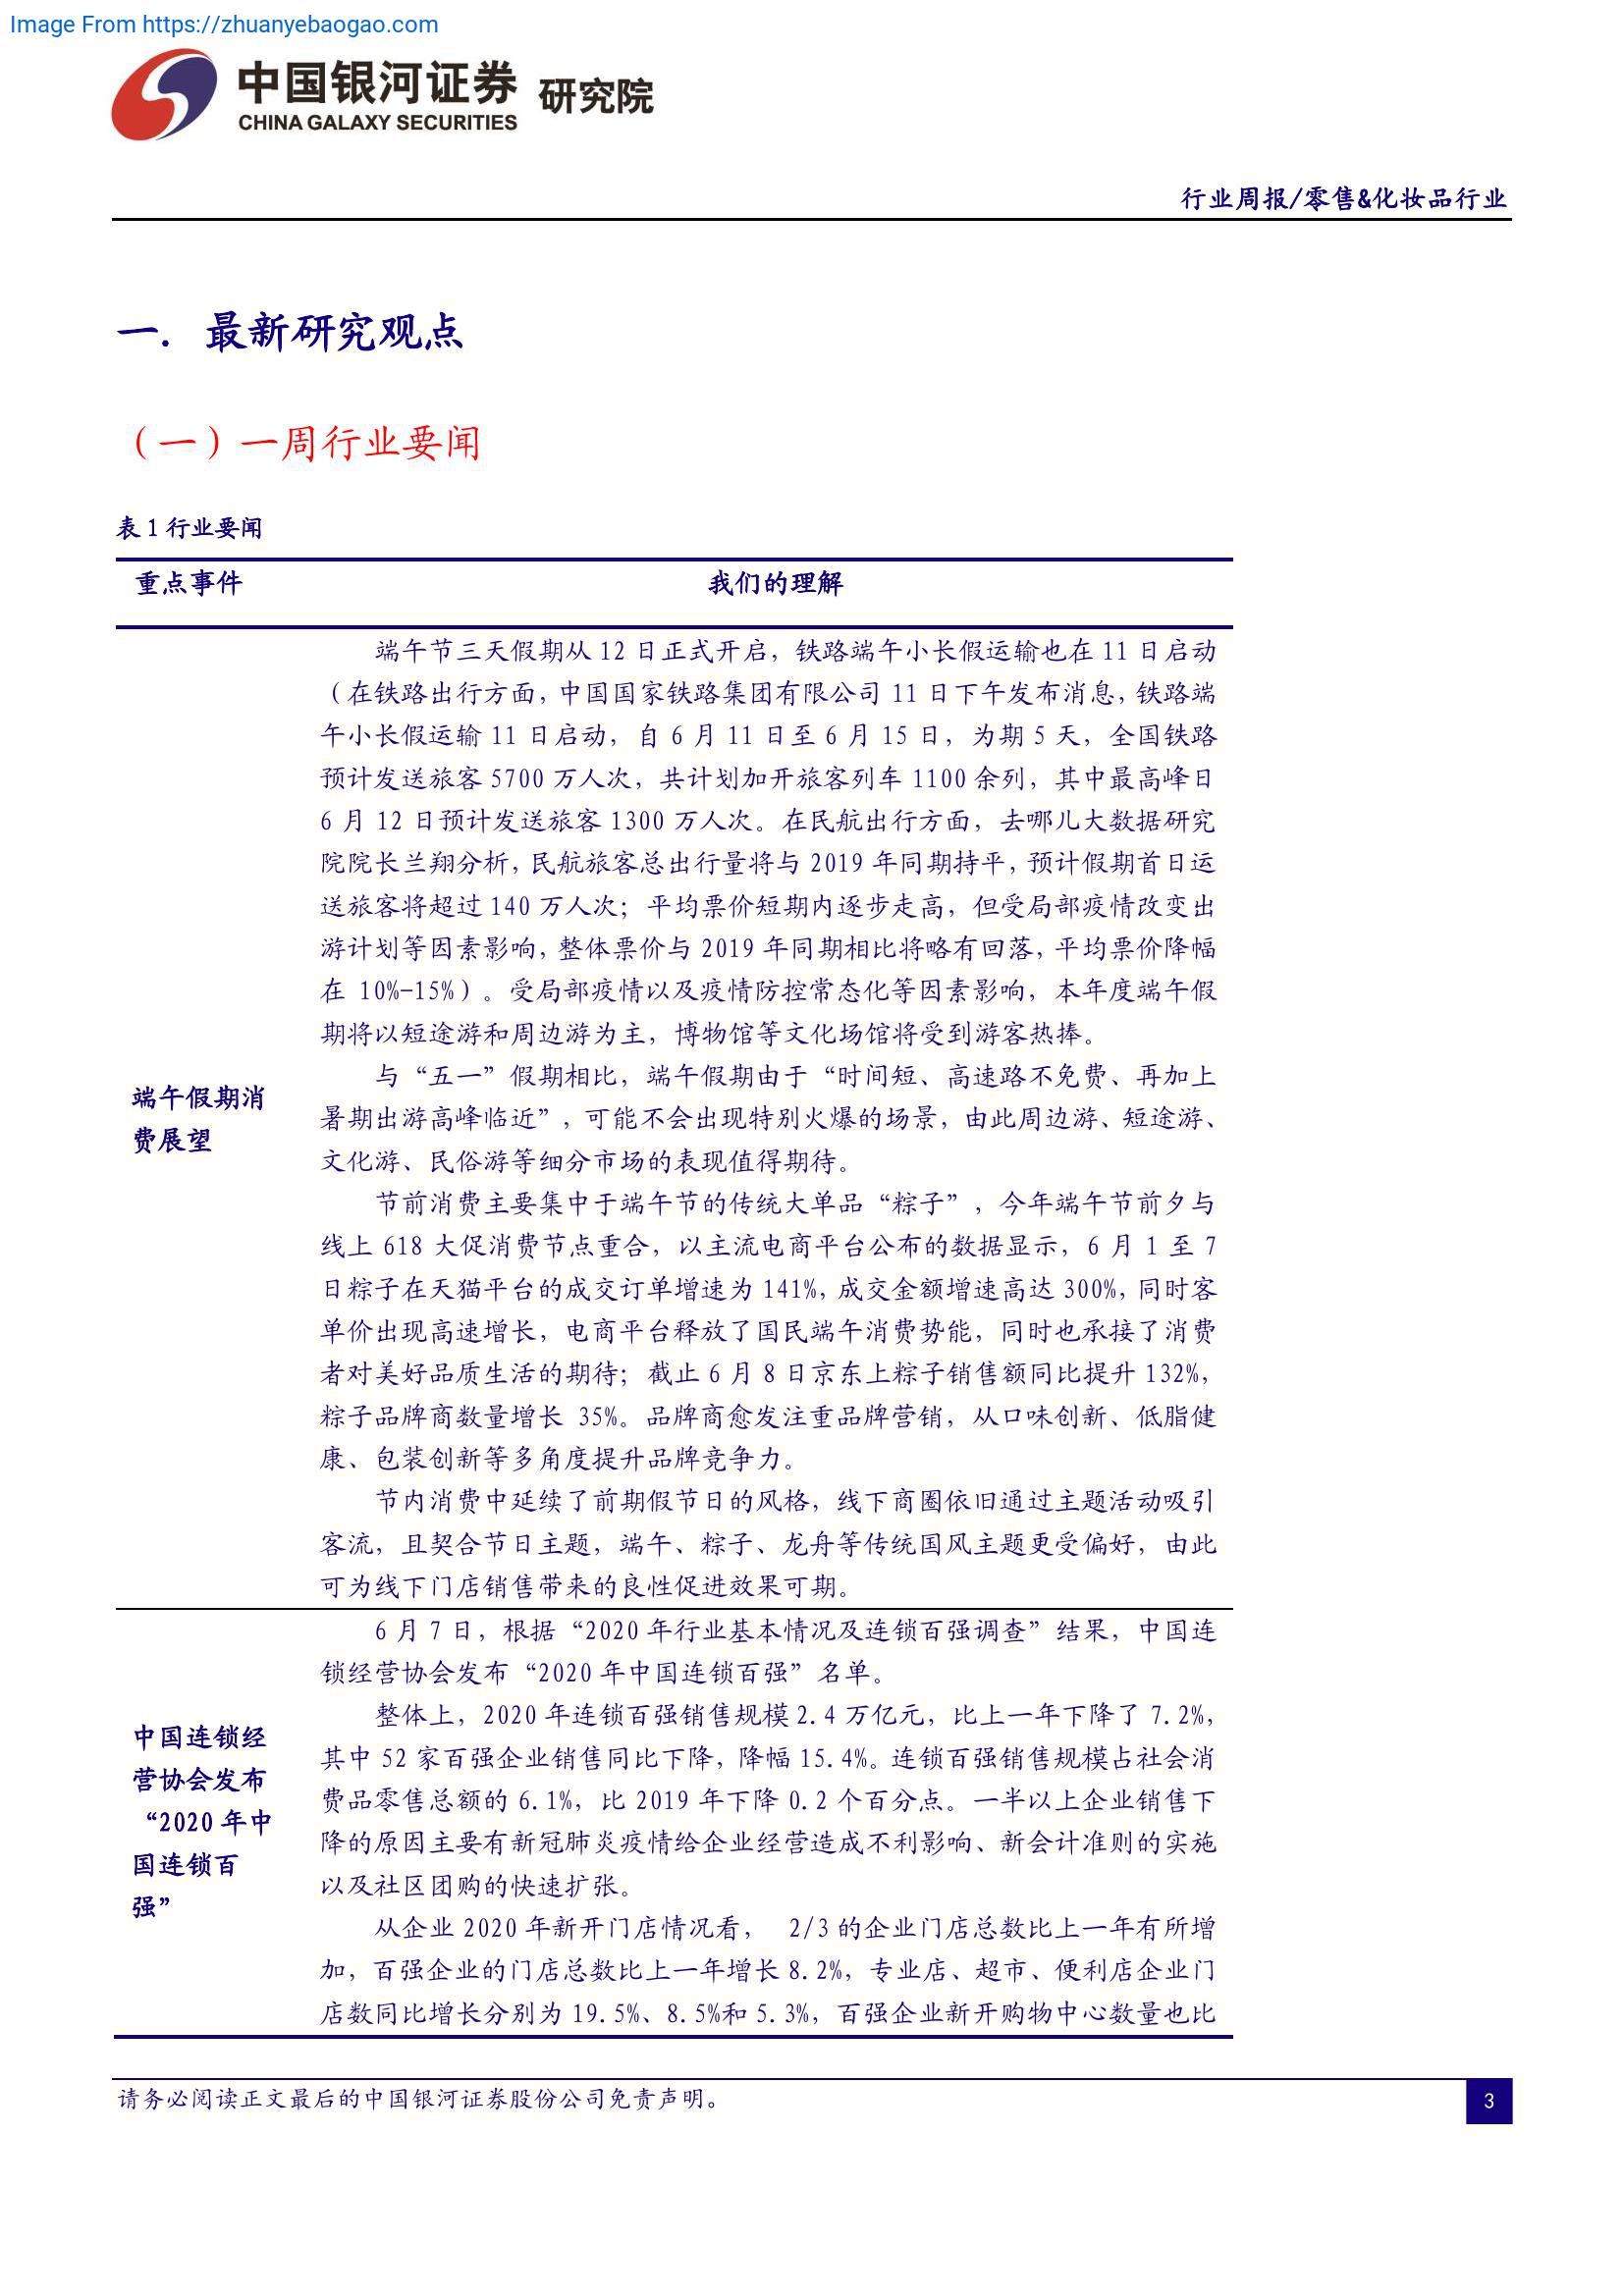 Image From https://zhuanyebaogao.com
中国银河证券 研究院
CHINA GALAXY SECURITIES
行业周报/零售&化妆品行业
一. 最新研究观点
（一）一周行业要闻
表 1 行业要闻
重点事件 我们的理解
端午假期消
费展望
端午节三天假期从 12 日正式开启，铁路端午小长假运输也在 11 日启动
（在铁路出行方面，中国国家铁路集团有限公司 11 日下午发布消息，铁路端
午小长假运输 11 日启动，自 6 月 11 日至 6 月 15 日，为期 5 天，全国铁路
预计发送旅客 5700 万人次，共计划加开旅客列车 1100 余列，其中最高峰日
6 月 12 日预计发送旅客 1300 万人次。在民航出行方面，去哪儿大数据研究
院院长兰翔分析，民航旅客总出行量将与 2019 年同期持平，预计假期首日运
送旅客将超过 140 万人次；平均票价短期内逐步走高，但受局部疫情改变出
游计划等因素影响，整体票价与 2019 年同期相比将略有回落，平均票价降幅
在 10%-15%）。受局部疫情以及疫情防控常态化等因素影响，本年度端午假
期将以短途游和周边游为主，博物馆等文化场馆将受到游客热捧。
与“五一”假期相比，端午假期由于“时间短、高速路不免费、再加上
暑期出游高峰临近”，可能不会出现特别火爆的场景，由此周边游、短途游、
文化游、民俗游等细分市场的表现值得期待。
节前消费主要集中于端午节的传统大单品“粽子”，今年端午节前夕与
线上 618 大促消费节点重合，以主流电商平台公布的数据显示，6 月 1 至 7
日粽子在天猫平台的成交订单增速为 141%，成交金额增速高达 300%，同时客
单价出现高速增长，电商平台释放了国民端午消费势能，同时也承接了消费
者对美好品质生活的期待；截止 6 月 8 日京东上粽子销售额同比提升 132%，
粽子品牌商数量增长 35%。品牌商愈发注重品牌营销，从口味创新、低脂健
康、包装创新等多角度提升品牌竞争力。
节内消费中延续了前期假节日的风格，线下商圈依旧通过主题活动吸引
客流，且契合节日主题，端午、粽子、龙舟等传统国风主题更受偏好，由此
可为线下门店销售带来的良性促进效果可期。
中国连锁经
营协会发布
“2020 年中
国连锁百
强”
6 月 7 日，根据“2020 年行业基本情况及连锁百强调查”结果，中国连
锁经营协会发布“2020 年中国连锁百强”名单。
整体上，2020 年连锁百强销售规模 2.4 万亿元，比上一年下降了 7.2%，
其中 52 家百强企业销售同比下降，降幅 15.4%。连锁百强销售规模占社会消
费品零售总额的 6.1%，比 2019 年下降 0.2 个百分点。一半以上企业销售下
降的原因主要有新冠肺炎疫情给企业经营造成不利影响、新会计准则的实施
以及社区团购的快速扩张。
从企业 2020 年新开门店情况看， 2/3 的企业门店总数比上一年有所增
加，百强企业的门店总数比上一年增长 8.2%，专业店、超市、便利店企业门
店数同比增长分别为 19.5%、8.5%和 5.3%，百强企业新开购物中心数量也比
请务必阅读正文最后的中国银河证券股份公司免责声明。
3